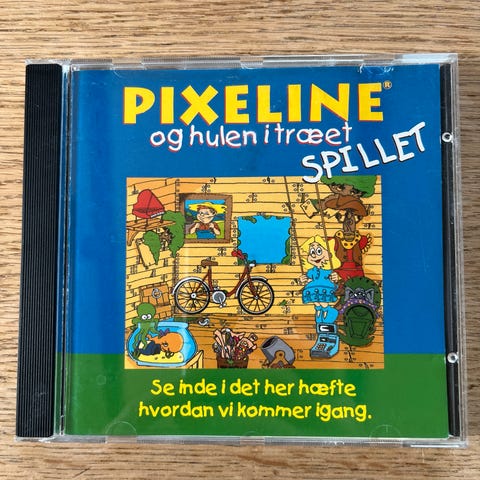 PIXELINE®
og hulen i træet
SPILLET
Se inde i det her hæfte
hvordan vi kommer igang.